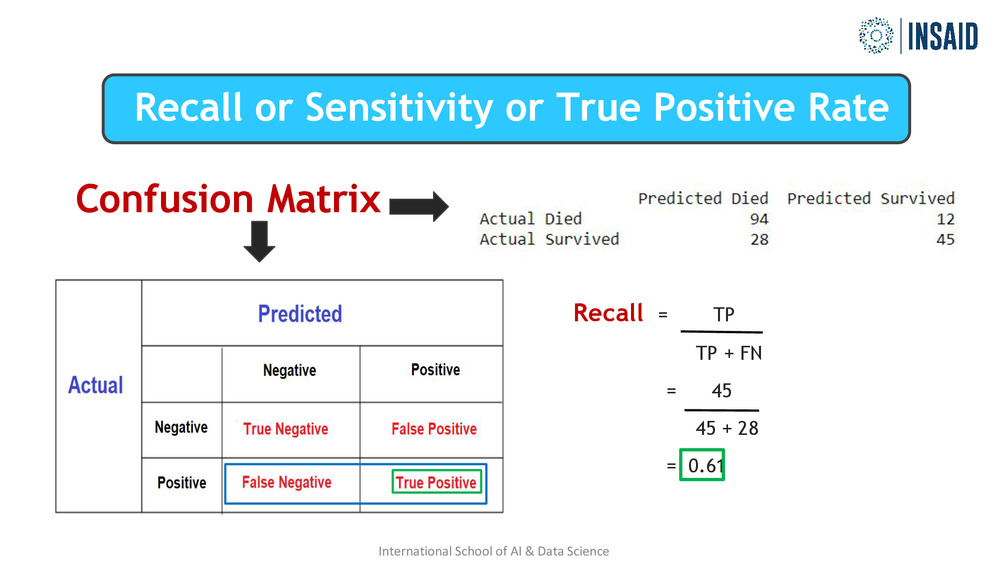 INSAID
Recall or Sensitivity or True Positive Rate
Confusion Matrix
Predicted Died Predicted Survived
Actual Died 94 12
Actual Survived 28 45
Predicted
Actual
Negative Positive
Negative True Negative False Positive
Positive False Negative True Positive
Recall = TP
TP + FN
= 45
45 + 28
= 0.61
International School of AI & Data Science